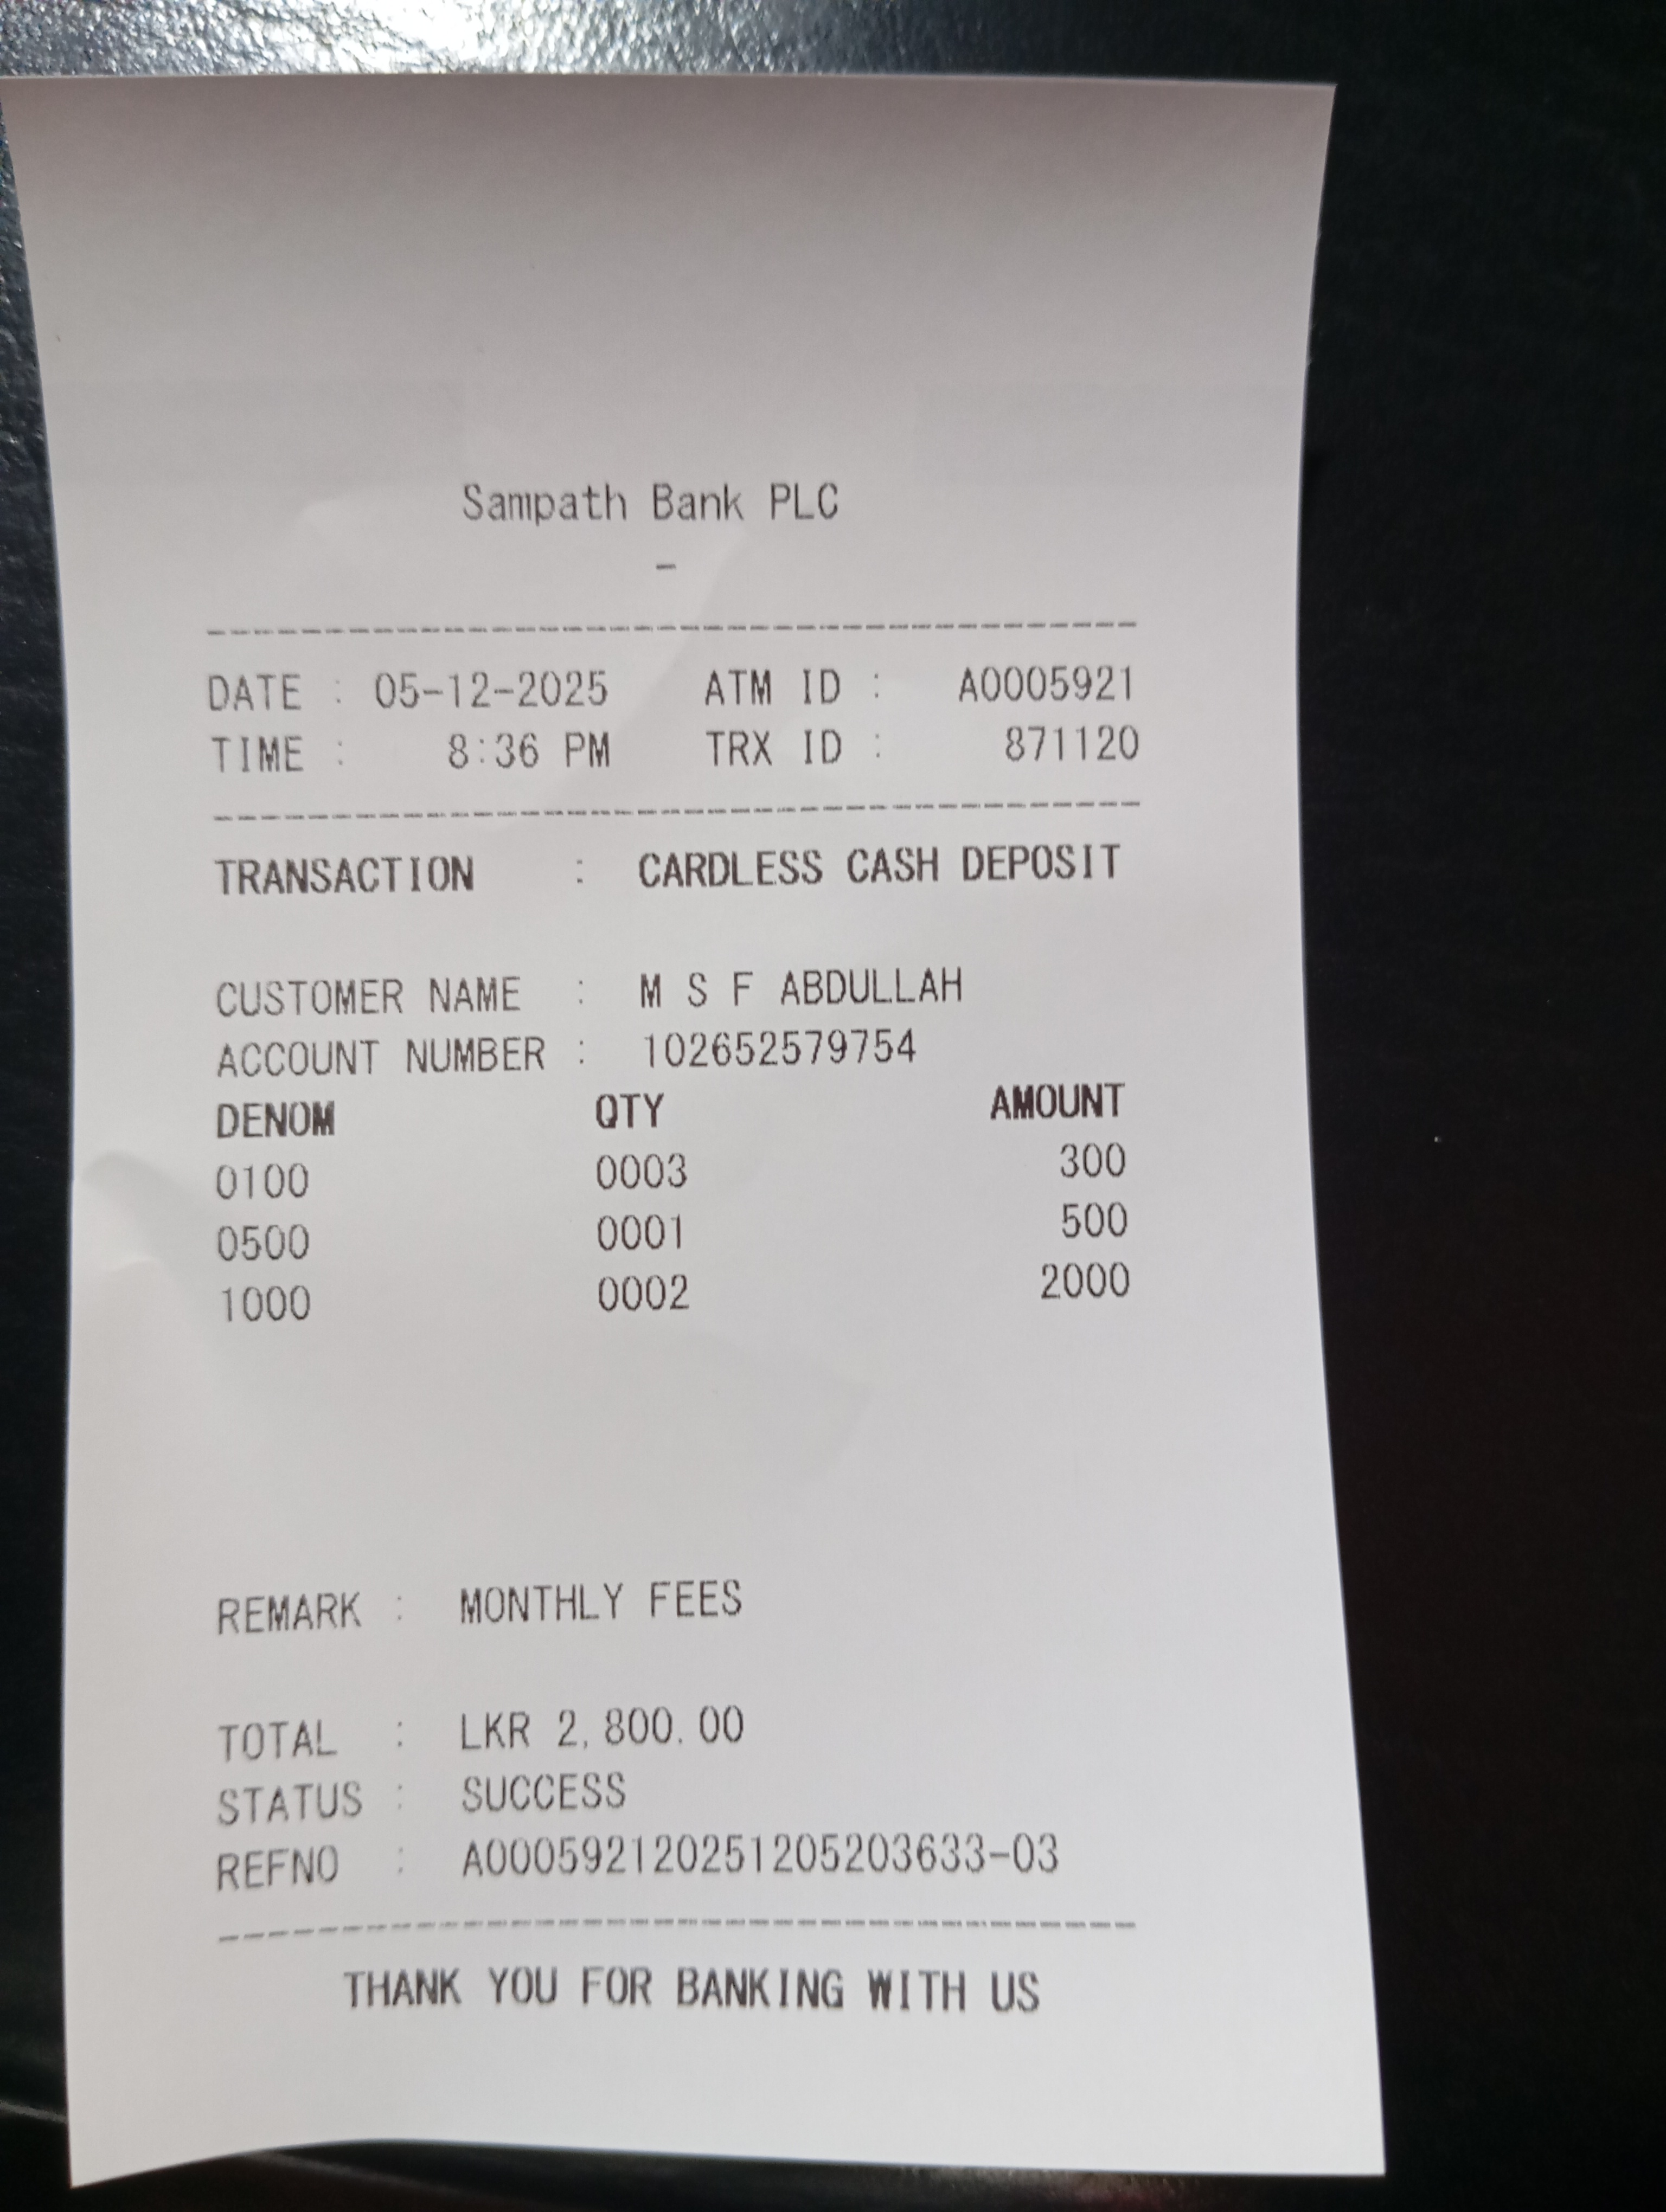 Sampath Bank PLC
-
DATE : 05-12-2025 ATM ID : A0005921
TIME : 8:36 PM TRX ID : 871120
TRANSACTION : CARDLESS CASH DEPOSIT
CUSTOMER NAME : M S F ABDULLAH
ACCOUNT NUMBER : 102652579754
DENOM QTY AMOUNT
0100 0003 300
0500 0001 500
1000 0002 2000
REMARK : MONTHLY FEES
TOTAL : LKR 2,800.00
STATUS : SUCCESS
REFNO : A000592120251205203633-03
THANK YOU FOR BANKING WITH US